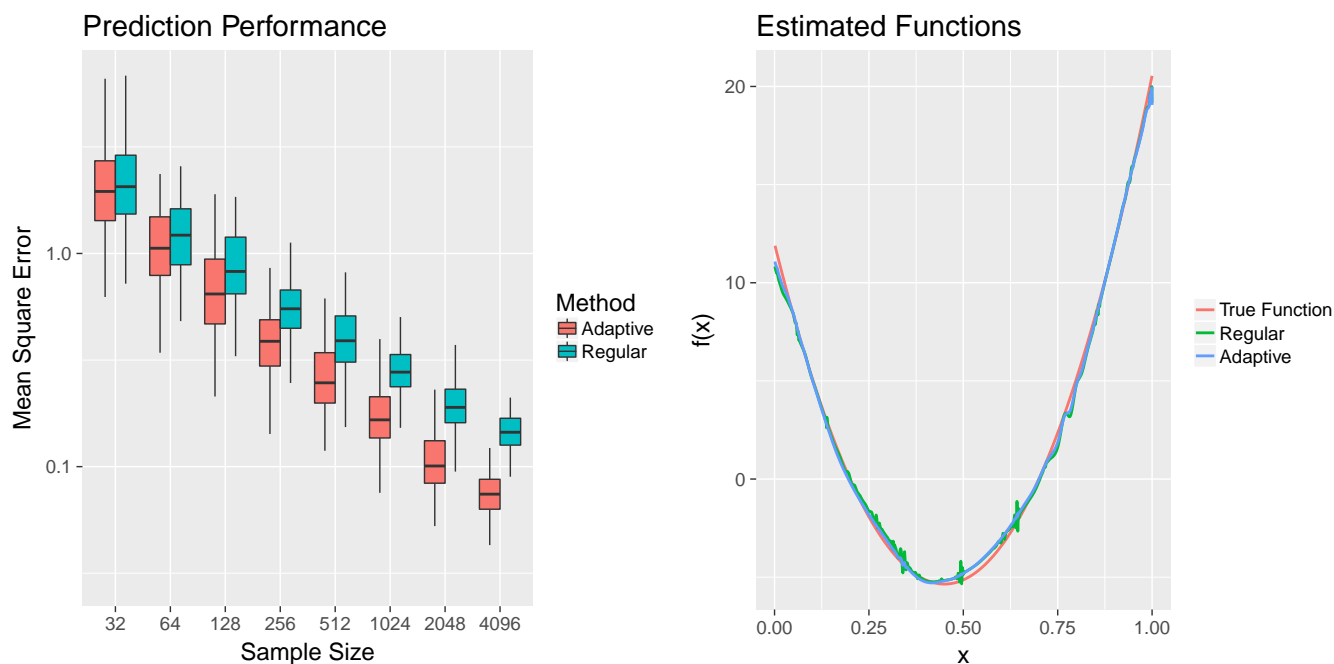 Prediction Performance
Mean Square Error
1.0
0.1
32 64 128 256 512 1024 2048 4096
Sample Size
Method
Adaptive
Regular
Estimated Functions
f(x)
20
10
0
0.00 0.25 0.50 0.75 1.00
x
True Function
Regular
Adaptive